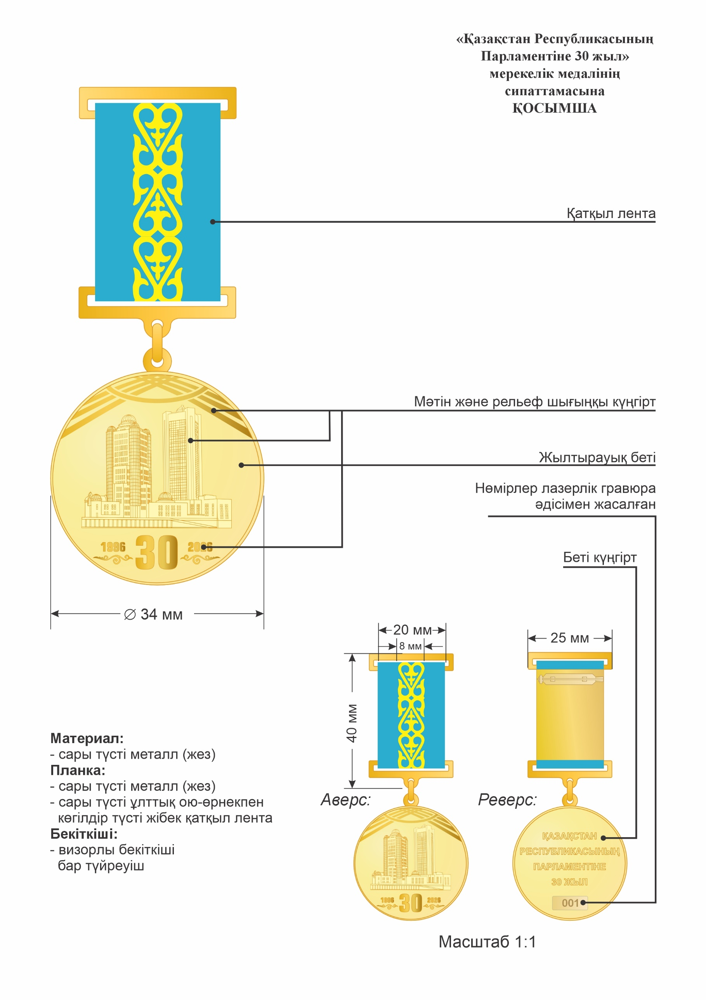 «Қазақстан Республикасының
Парламентіне 30 жыл»
мерекелік медалінің
сипаттамасына
ҚОСЫМША
Қатқыл лента
Мәтін және рельеф шығыңқы күңгірт
Жылтырауық беті
Нөмірлер лазерлік гравюра
әдісімен жасалған
1996 30 2026
Беті күңгірт
∅ 34 мм
20 мм
8 мм
25 мм
40 мм
Материал:
- сары түсті металл (жез)
Планка:
- сары түсті металл (жез)
- сары түсті ұлттық ою-өрнекпен
көгілдір түсті жібек қатқыл лента
Бекіткіші:
- визорлы бекіткіші
бар түйреуіш
Аверс:
Реверс:
1996 30 2026
ҚАЗАҚСТАН
РЕСПУБЛИКАСЫНЫҢ
ПАРЛАМЕНТІНЕ
30 ЖЫЛ
001
Масштаб 1:1